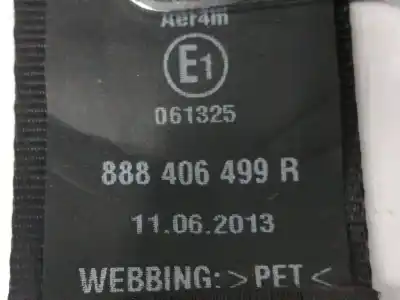 Aer4m
E1
061325
888 406 499 R
11.06.2013
WEBBING: >PET<